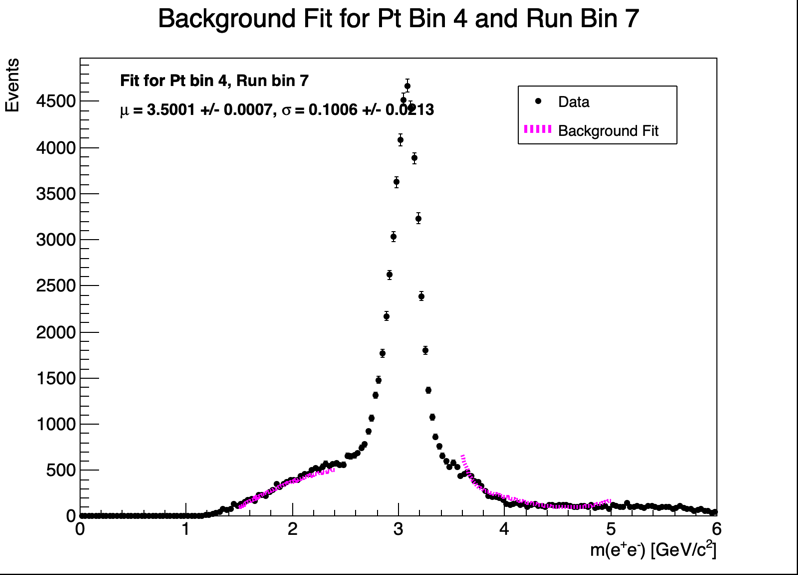 Background Fit for Pt Bin 4 and Run Bin 7
Events
Fit for Pt bin 4, Run bin 7
μ = 3.5001 +/- 0.0007, σ = 0.1006 +/- 0.0213
Data
Background Fit
4500
4000
3500
3000
2500
2000
1500
1000
500
0
0 1 2 3 4 5 6
m(e⁺e⁻) [GeV/c²]